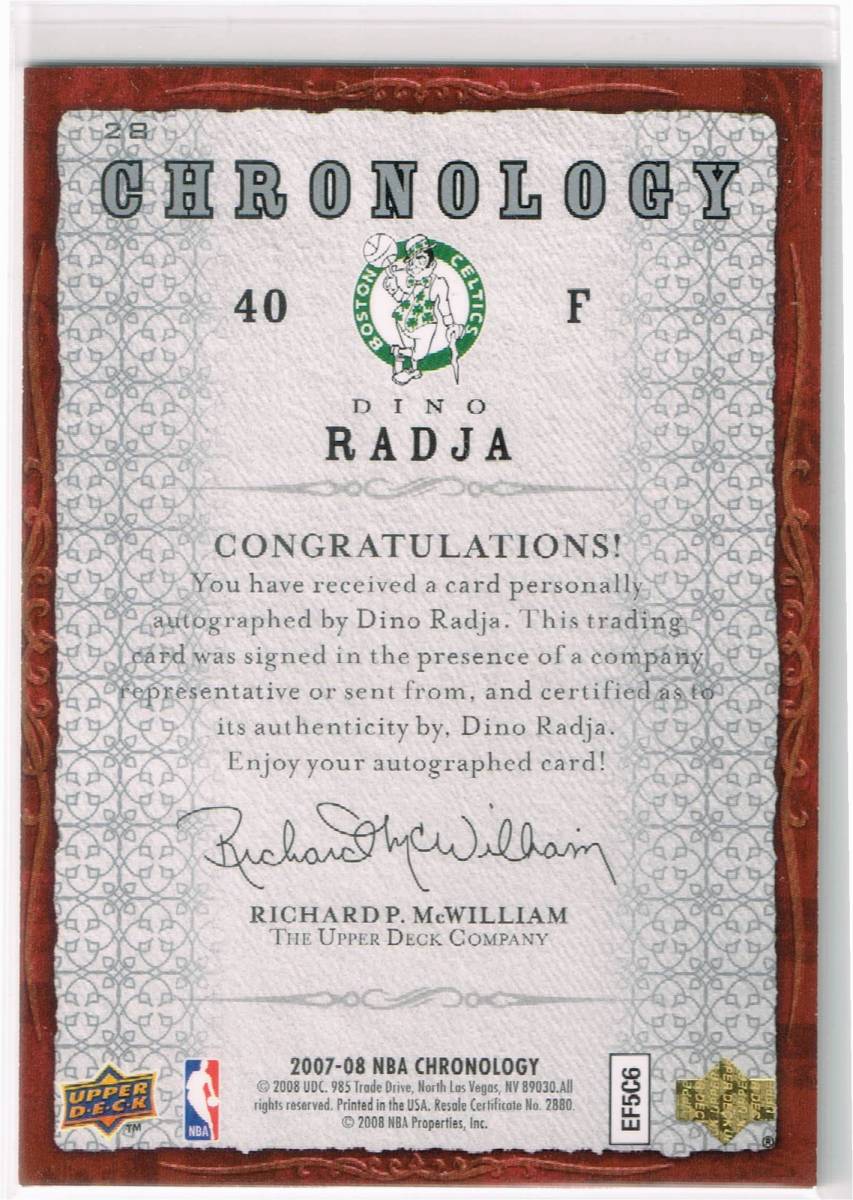 28
CHRONOLOGY
40
BOSTON CELTICS
F
DINO
RADJA
CONGRATULATIONS!
You have received a card personally
autographed by Dino Radja. This trading
card was signed in the presence of a company
representative or sent from, and certified as to
its authenticity by, Dino Radja.
Enjoy your autographed card!
Richard P. McWilliam
RICHARD P. McWILLIAM
THE UPPER DECK COMPANY
2007-08 NBA CHRONOLOGY
© 2008 UDC. 985 Trade Drive, North Las Vegas, NV 89030.All
rights reserved. Printed in the USA. Resale Certificate No. 2880.
© 2008 NBA Properties, Inc.
UPPER
DECK
TM
NBA
EF5C6
®